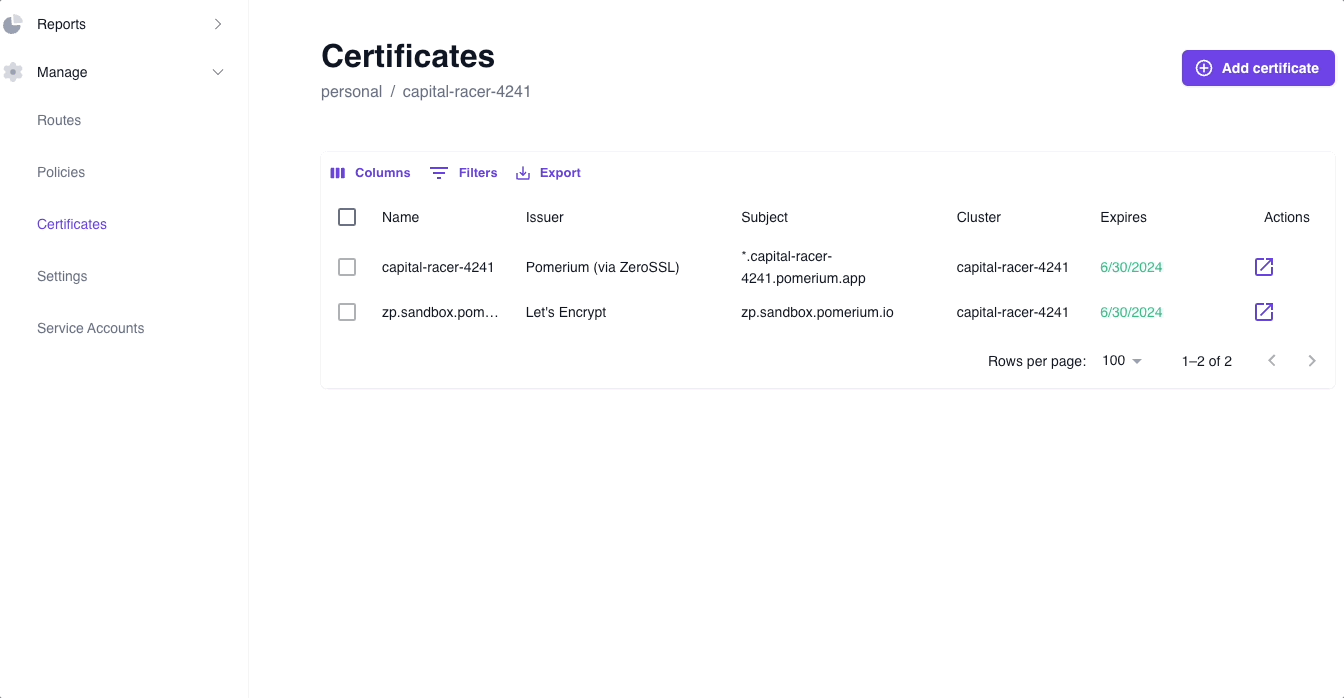 Reports
Manage
Routes
Policies
Certificates
Settings
Service Accounts
Certificates
personal / capital-racer-4241
Add certificate
Columns Filters Export
Name Issuer Subject Cluster Expires Actions
capital-racer-4241 Pomerium (via ZeroSSL) *.capital-racer-
4241.pomerium.app capital-racer-4241 6/30/2024
zp.sandbox.pom… Let's Encrypt zp.sandbox.pomerium.io capital-racer-4241 6/30/2024
Rows per page: 100 1–2 of 2